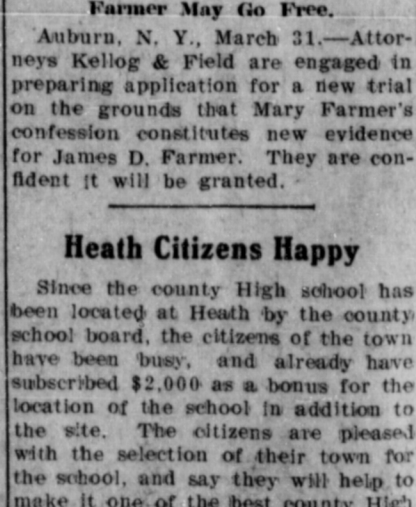 Farmer May Go Free.
Auburn, N. Y., March 31.—Attor-
neys Kellog & Field are engaged in
preparing application for a new trial
on the grounds that Mary Farmer's
confession constitutes new evidence
for James D. Farmer. They are con-
fident it will be granted.
Heath Citizens Happy
Since the county High school has
been located at Heath by the county
school board, the citizens of the town
have been busy, and already have
subscribed $2,000 as a bonus for the
location of the school in addition to
the site. The citizens are pleased
with the selection of their town for
the school, and say they will help to
make it one of the best county High